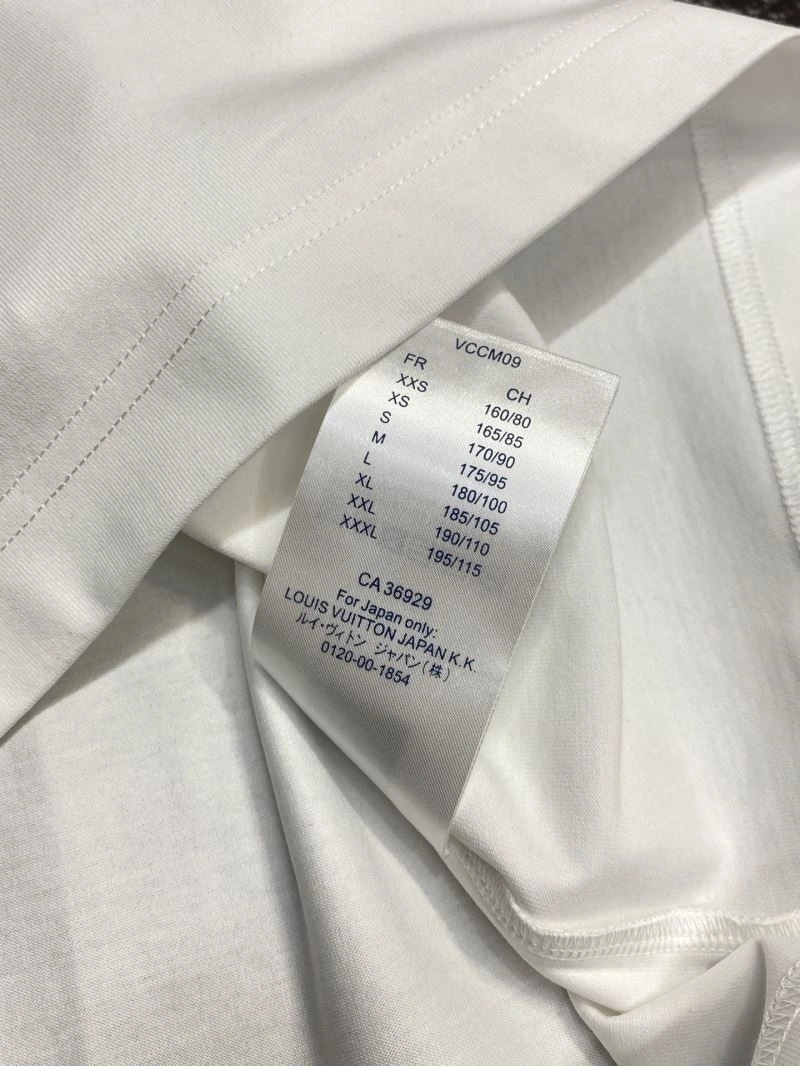 VCCM09
FR CH
XXS 160/80
XS 165/85
S 170/90
M 175/95
L 180/100
XL 185/105
XXL 190/110
XXXL 195/115
CA 36929
For Japan only:
LOUIS VUITTON JAPAN K.K.
ルイ・ヴィトン ジャパン(株)
0120-00-1854